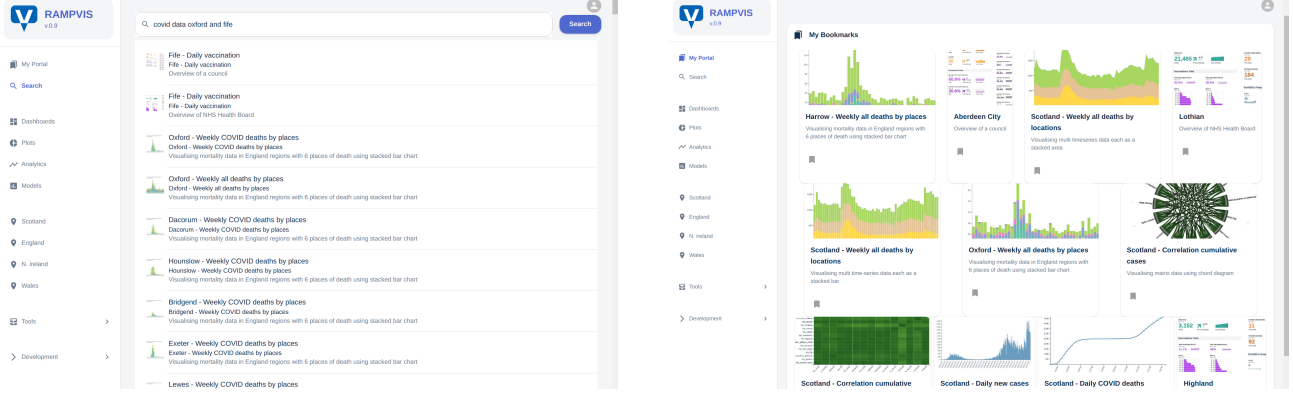 RAMPVIS
v.0.9
My Portal
Search
Dashboards
Plots
Analytics
Models
Scotland
England
N. ireland
Wales
Tools
Development
covid data oxford and fife
Search
Fife - Daily vaccination
Fife - Daily vaccination
Overview of a council
Fife - Daily vaccination
Fife - Daily vaccination
Overview of NHS Health Board
Oxford - Weekly COVID deaths by places
Oxford - Weekly COVID deaths by places
Visualising mortality data in England regions with 6 places of death using stacked bar chart
Oxford - Weekly all deaths by places
Oxford - Weekly all deaths by places
Visualising mortality data in England regions with 6 places of death using stacked bar chart
Dacorum - Weekly COVID deaths by places
Dacorum - Weekly COVID deaths by places
Visualising mortality data in England regions with 6 places of death using stacked bar chart
Hounslow - Weekly COVID deaths by places
Hounslow - Weekly COVID deaths by places
Visualising mortality data in England regions with 6 places of death using stacked bar chart
Bridgend - Weekly COVID deaths by places
Bridgend - Weekly COVID deaths by places
Visualising mortality data in England regions with 6 places of death using stacked bar chart
Exeter - Weekly COVID deaths by places
Exeter - Weekly COVID deaths by places
Visualising mortality data in England regions with 6 places of death using stacked bar chart
Lewes - Weekly COVID deaths by places
RAMPVIS
v.0.9
My Portal
Search
Dashboards
Plots
Analytics
Models
Scotland
England
N. ireland
Wales
Tools
Development
My Bookmarks
Harrow - Weekly all deaths by places
Visualising mortality data in England regions with
6 places of death using stacked bar chart
Aberdeen City
Overview of a council
Scotland - Weekly all deaths by
locations
Visualising multi timeseries data each as a
stacked area
21,485
29
184
Lothian
Overview of NHS Health Board
Scotland - Weekly all deaths by
locations
Visualising multi time-series data each as a
stacked bar
Oxford - Weekly all deaths by places
Visualising mortality data in England regions with
6 places of death using stacked bar chart
Scotland - Correlation cumulative
cases
Visualising matrix data using chord diagram
Scotland - Correlation cumulative
Scotland - Daily new cases
Scotland - Daily COVID deaths
3,152
11
Highland